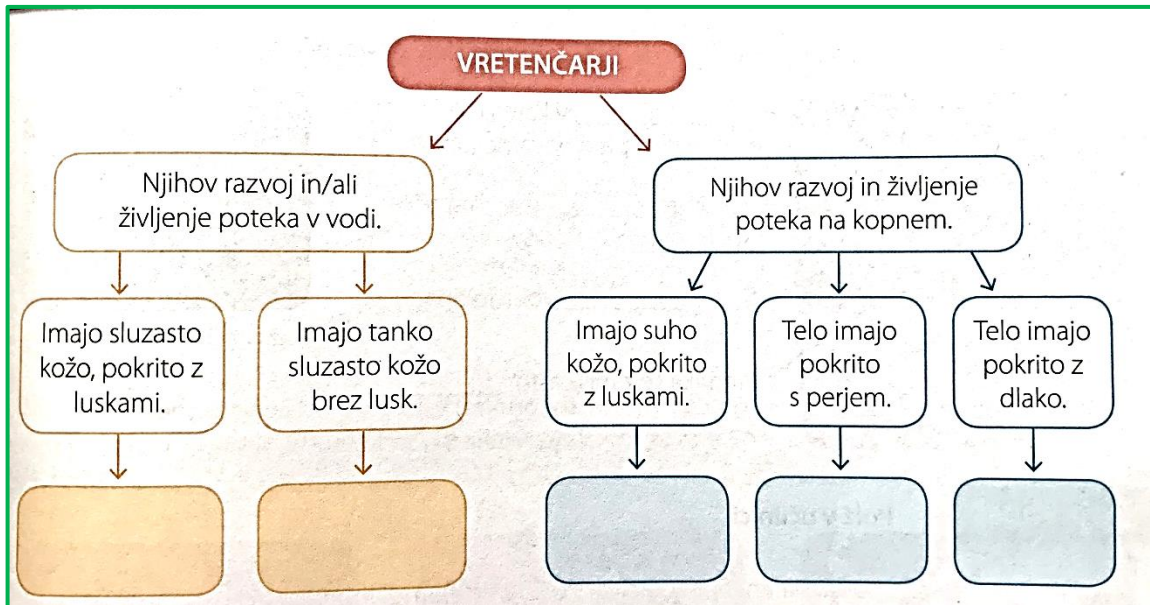 VRETENČARJI
Njihov razvoj in/ali
življenje poteka v vodi.
Njihov razvoj in življenje
poteka na kopnem.
Imajo sluzasto
kožo, pokrito z
luskami.
Imajo tanko
sluzasto kožo
brez lusk.
Imajo suho
kožo, pokrito
z luskami.
Telo imajo
pokrito
s perjem.
Telo imajo
pokrito z
dlako.